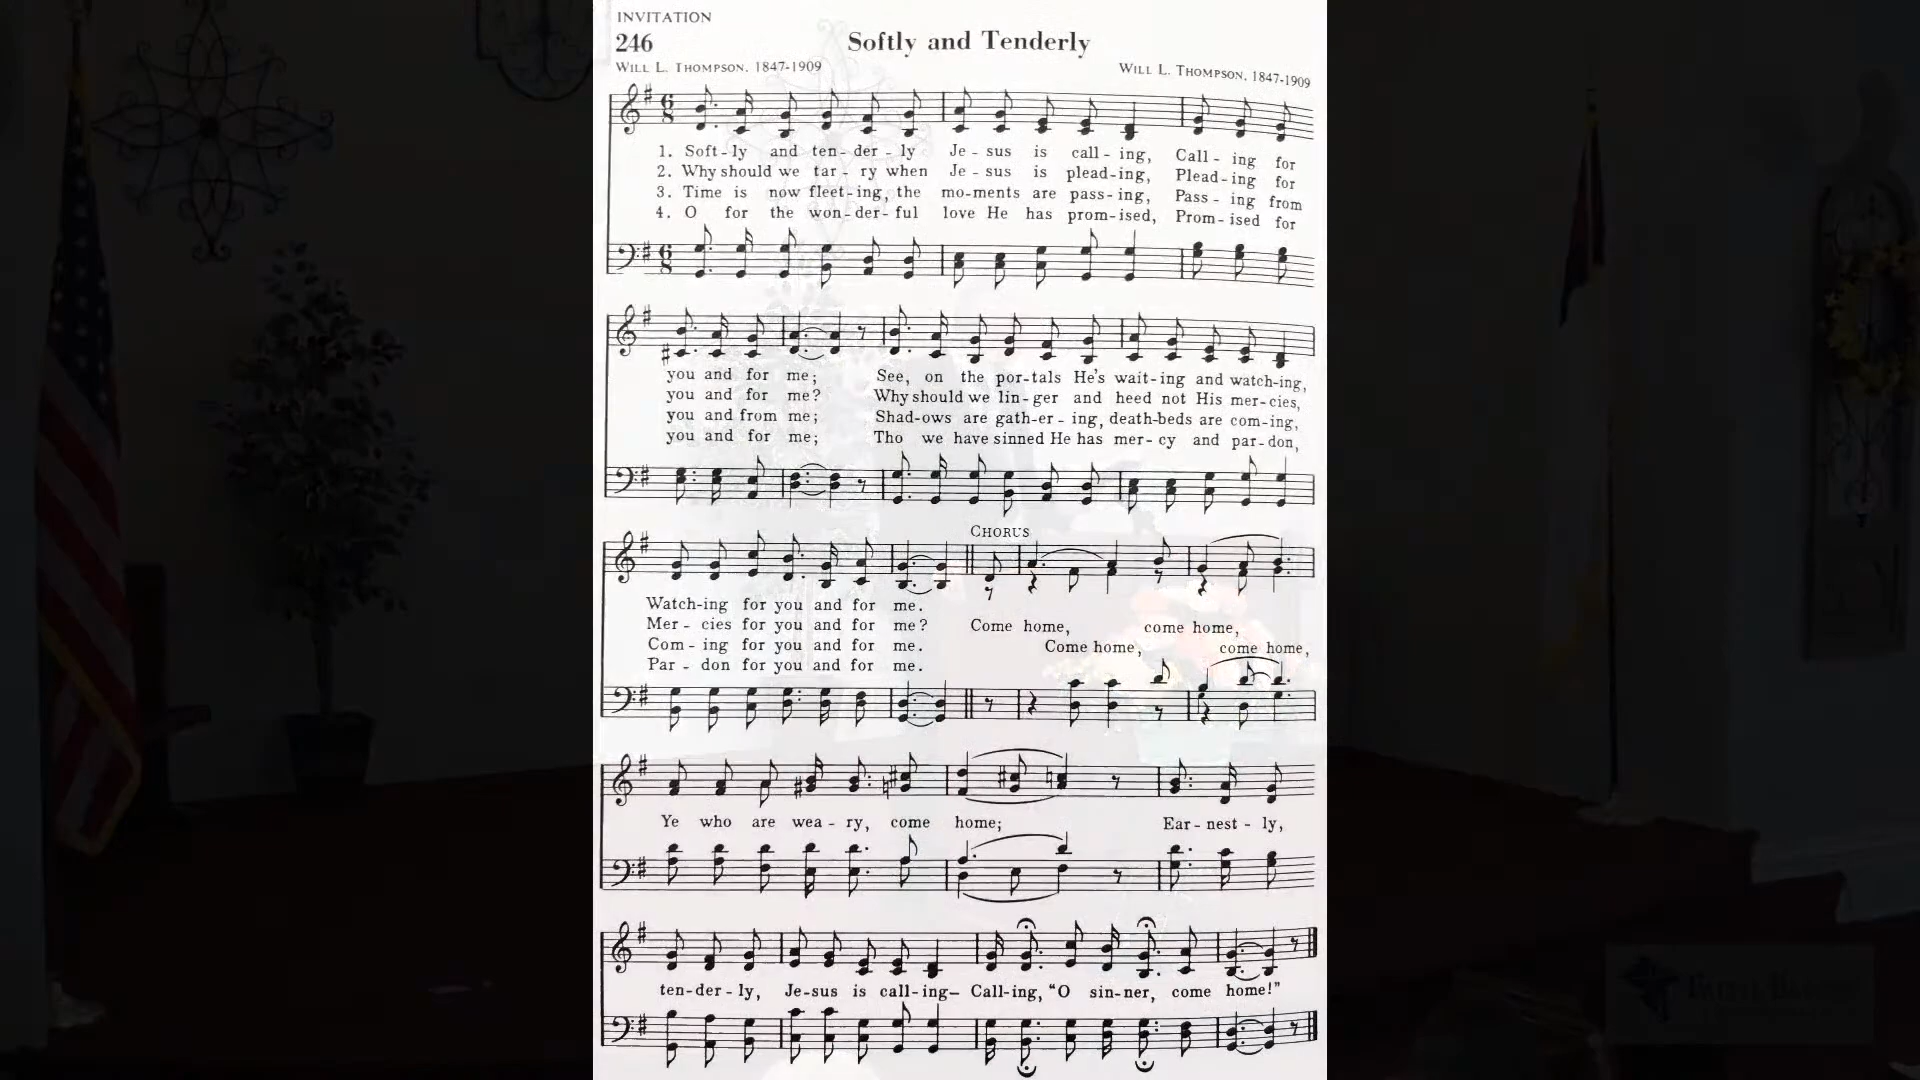 INVITATION
246
Softly and Tenderly
WILL L. THOMPSON, 1847-1909
WILL L. THOMPSON, 1847-1909
1. Soft-ly and ten-der-ly Je-sus is call-ing, Call-ing for
2. Why should we tar-ry when Je-sus is plead-ing, Plead-ing for
3. Time is now fleet-ing, the mo-ments are pass-ing, Pass-ing from
4. O for the won-der-ful love He has prom-ised, Prom-ised for
you and for me; See, on the por-tals He's wait-ing and watch-ing,
you and for me? Why should we lin-ger and heed not His mer-cies,
you and from me; Shad-ows are gath-er-ing, death-beds are com-ing,
you and for me; Tho we have sinned He has mer-cy and par-don,
CHORUS
Watch-ing for you and for me.
Mer-cies for you and for me? Come home, come home,
Com-ing for you and for me. Come home, come home,
Par-don for you and for me.
Ye who are wea-ry, come home; Ear-nest-ly,
ten-der-ly, Je-sus is call-ing— Call-ing, "O sin-ner, come home!"